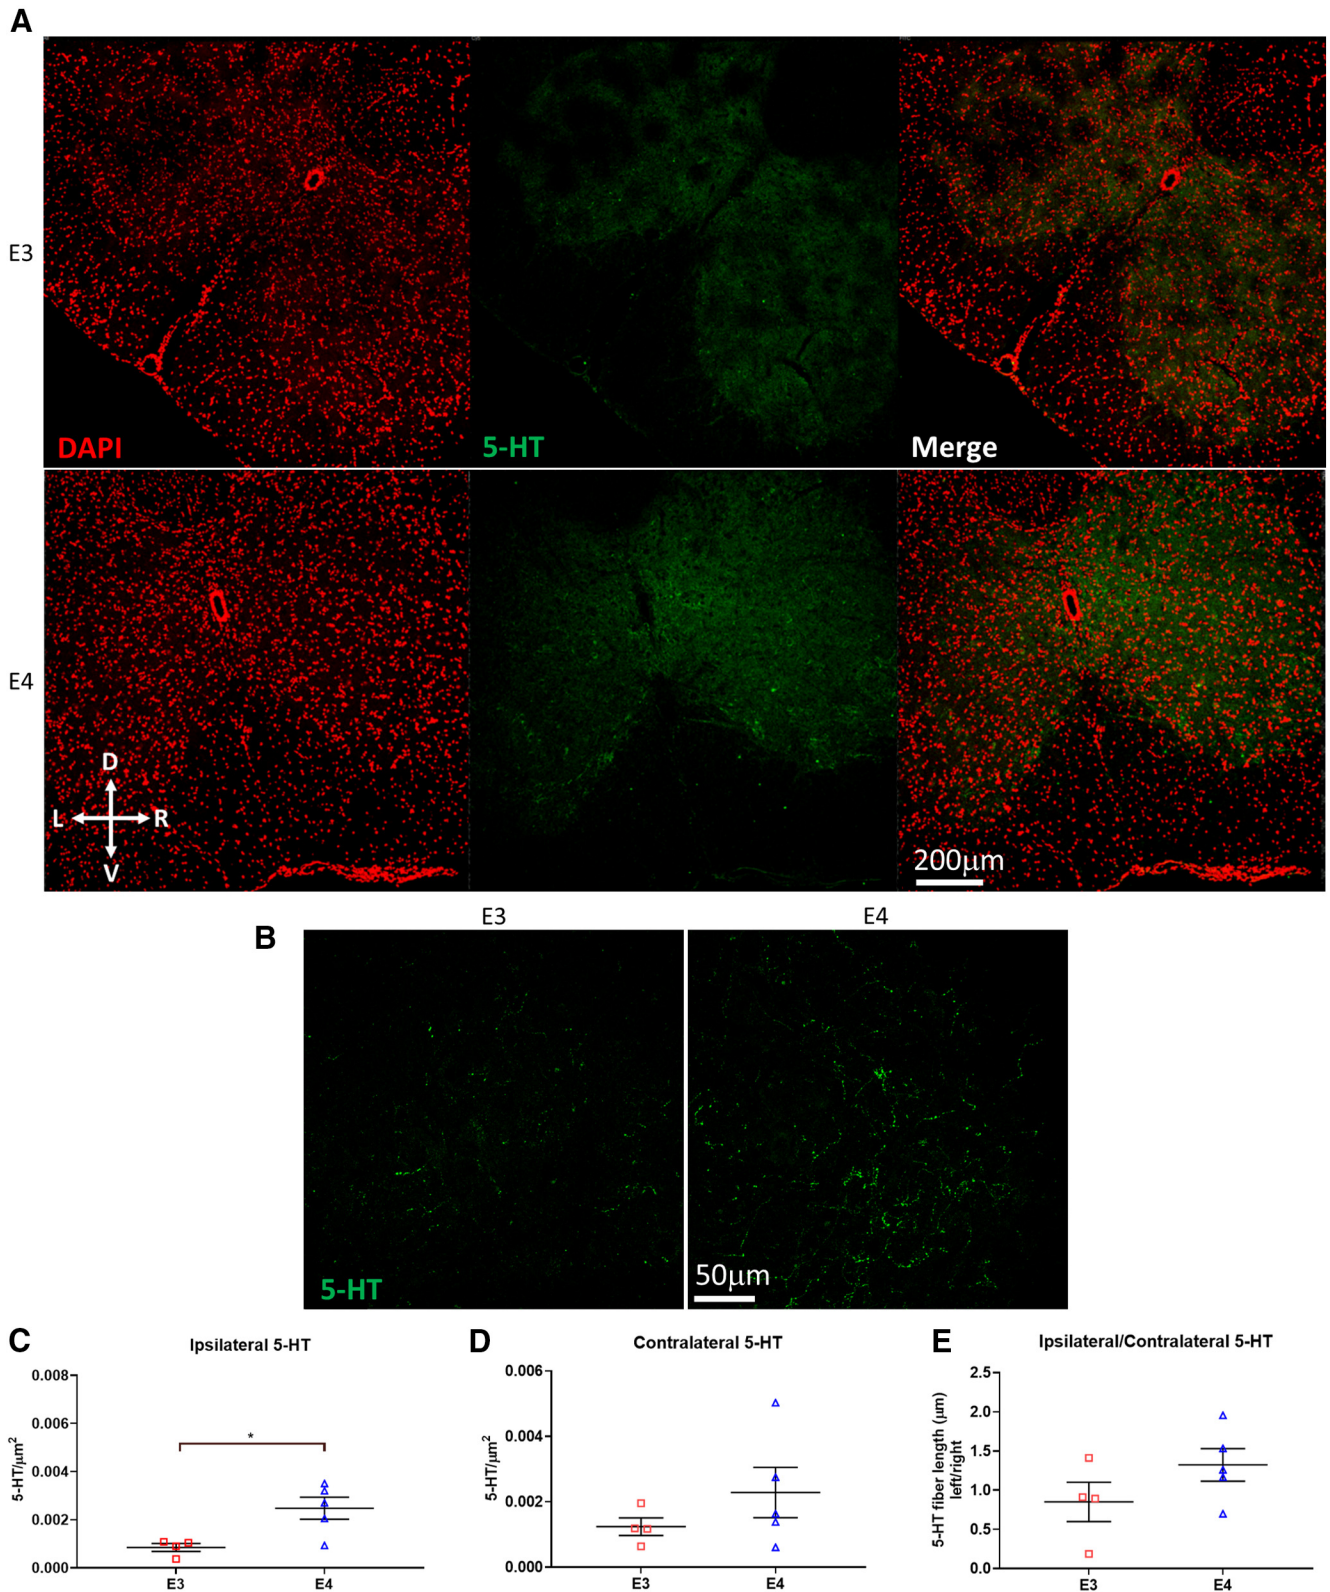 A
E3
DAPI
5-HT
Merge
E4
D
L R
V
200μm
E3 E4
B
5-HT
50μm
C
Ipsilateral 5-HT
0.008
0.006
0.004
0.002
0.000
5-HT/μm²
*
E3 E4
D
Contralateral 5-HT
0.006
0.004
0.002
0.000
5-HT/μm²
E3 E4
E
Ipsilateral/Contralateral 5-HT
2.5
2.0
1.5
1.0
0.5
0.0
5-HT fiber length (μm)
left/right
E3 E4